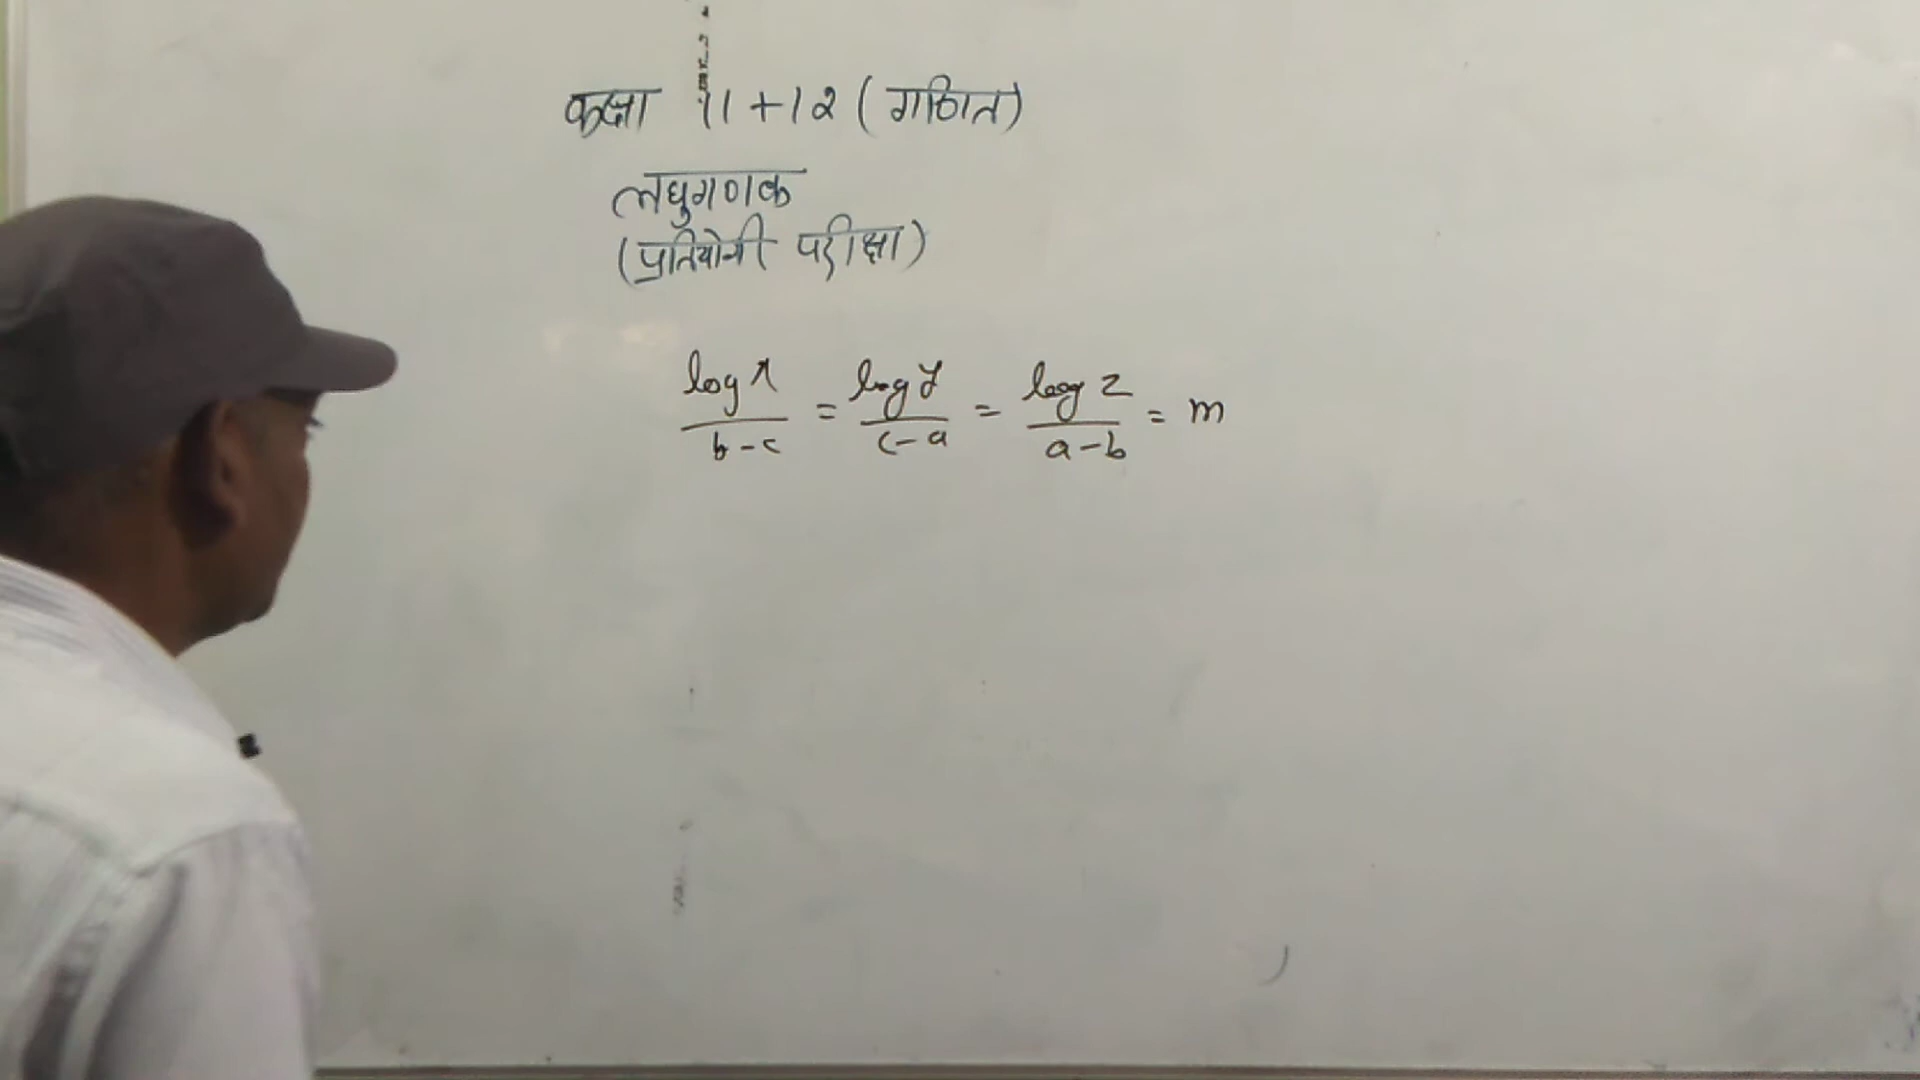 कक्षा 11 + 12 ( गणित )
लघुगणक
( प्रतियोगी परीक्षा )
log x / b - c = log y / c - a = log z / a - b = m